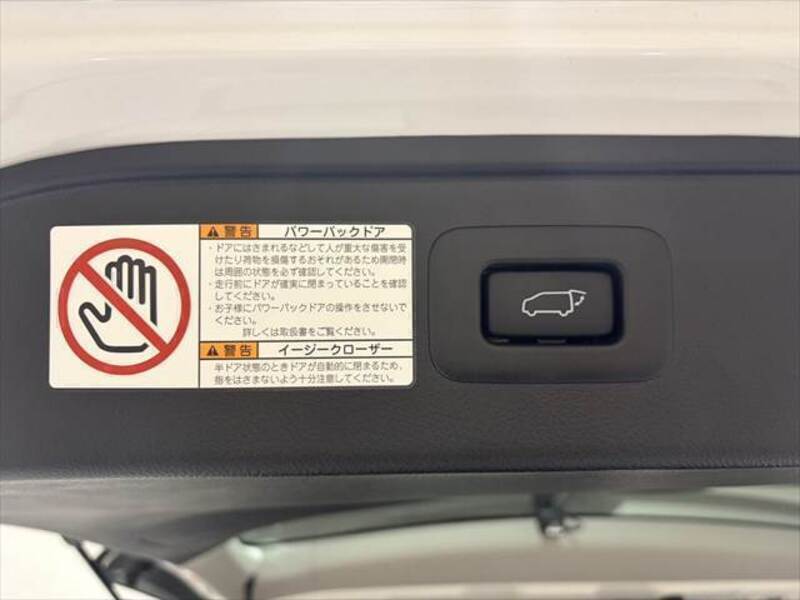 警告 パワーバックドア
・ドアにはさまれるなどして人が重大な傷害を受
けたり荷物を損傷するおそれがあるため開閉時
は周囲の状態を必ず確認してください。
・走行前にドアが確実に閉まっていることを確認
してください。
・お子様にパワーバックドアの操作をさせないで
ください。
詳しくは取扱書をご覧ください。
警告 イージークローザー
半ドア状態のときドアが自動的に閉まるため、
指をはさまないよう十分注意してください。